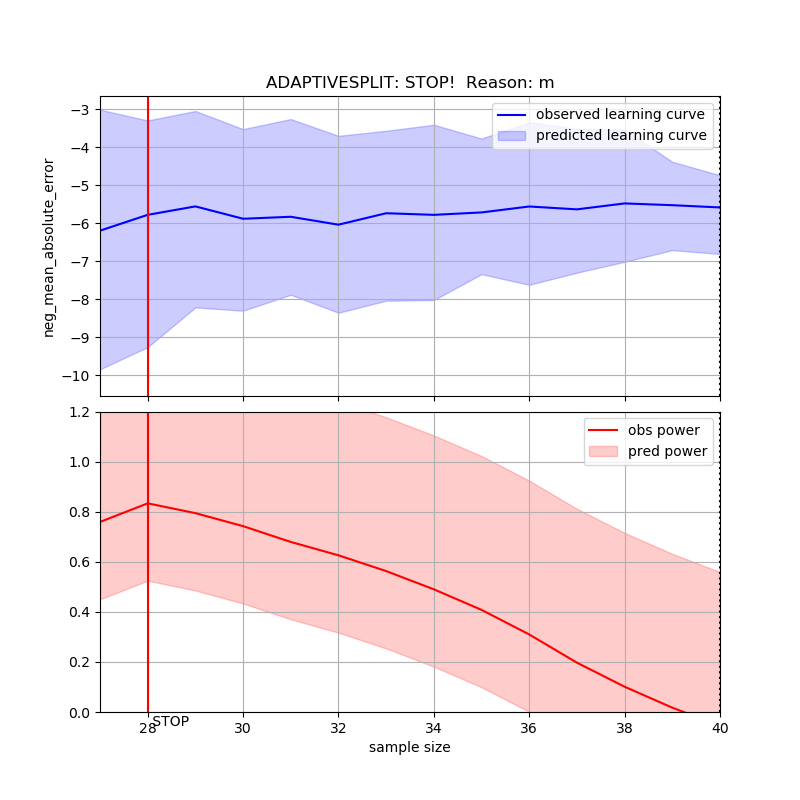 ADAPTIVESPLIT: STOP!  Reason: m
−3
−4
−5
−6
−7
−8
−9
−10
neg_mean_absolute_error
observed learning curve
predicted learning curve
1.2
1.0
0.8
0.6
0.4
0.2
0.0
obs power
pred power
STOP
28
30
32
34
36
38
40
sample size